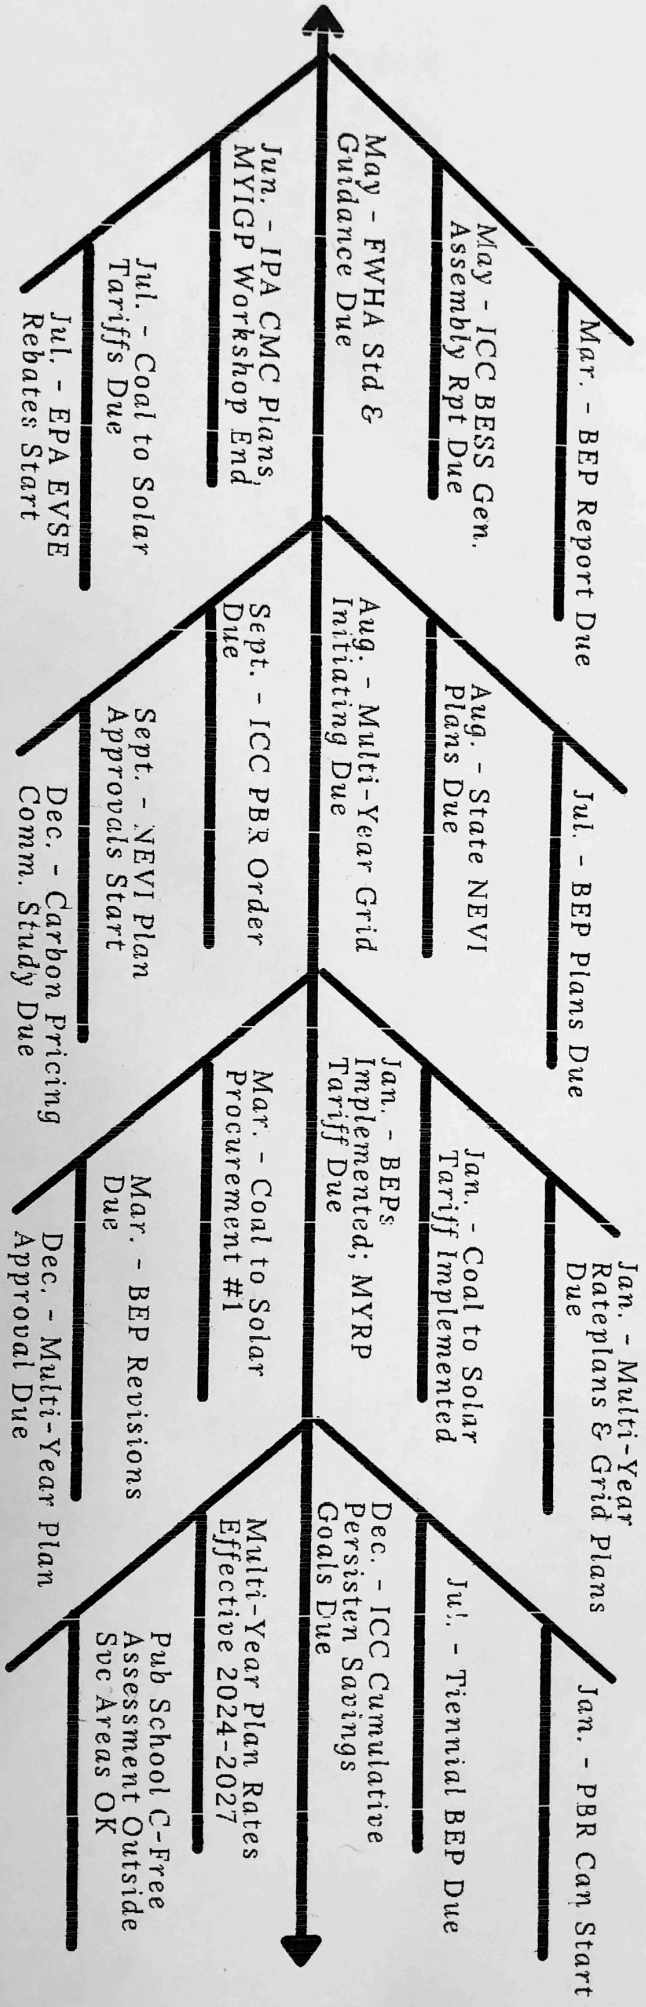 Mar. - BEP Report Due
May - ICC BESS Gen.
Assembly Rpt Due
May - FWHA Std &
Guidance Due
Jun. - IPA CMC Plans,
MYIGP Workshop End
Jul. - Coal to Solar
Tariffs Due
Jul. - EPA EVSE
Rebates Start
Jul. - BEP Plans Due
Aug. - State NEVI
Plans Due
Aug. - Multi-Year Grid
Initiating Due
Sept. - ICC PBR Order
Due
Sept. - NEVI Plan
Approvals Start
Dec. - Carbon Pricing
Comm. Study Due
Jan. - Multi-Year
Rateplans & Grid Plans
Due
Jan. - Coal to Solar
Tariff Implemented
Jan. - BEPs
Implemented; MYRP
Tariff Due
Mar. - Coal to Solar
Procurement #1
Mar. - BEP Revisions
Due
Dec. - Multi-Year Plan
Approval Due
Jan. - PBR Can Start
Jul. - Tiennial BEP Due
Dec. - ICC Cumulative
Persisten Savings
Goals Due
Multi-Year Plan Rates
Effective 2024-2027
Pub School C-Free
Assessment Outside
Svc Areas OK